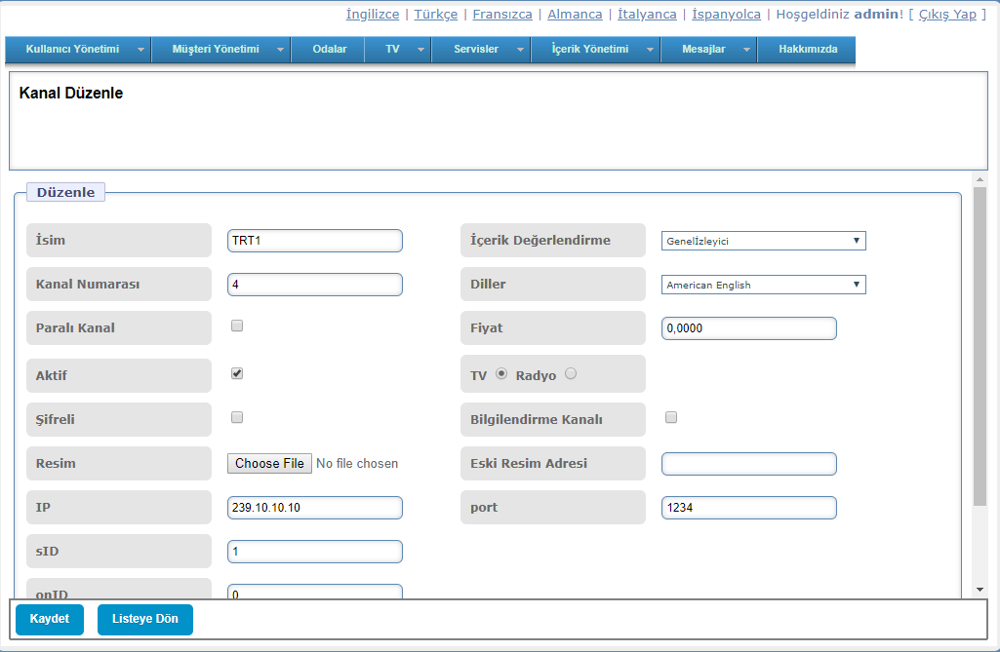 İngilizce | Türkçe | Fransızca | Almanca | İtalyanca | İspanyolca | Hoşgeldiniz admin! [ Çıkış Yap ]
Kullanıcı Yönetimi Müşteri Yönetimi Odalar TV Servisler İçerik Yönetimi Mesajlar Hakkımızda
Kanal Düzenle
Düzenle
İsim TRT1 İçerik Değerlendirme Genelİzleyici
Kanal Numarası 4 Diller American English
Paralı Kanal Fiyat 0,0000
Aktif TV Radyo
Şifreli Bilgilendirme Kanalı
Resim Choose File No file chosen Eski Resim Adresi
IP 239.10.10.10 port 1234
sID 1
onID 0
Kaydet Listeye Dön